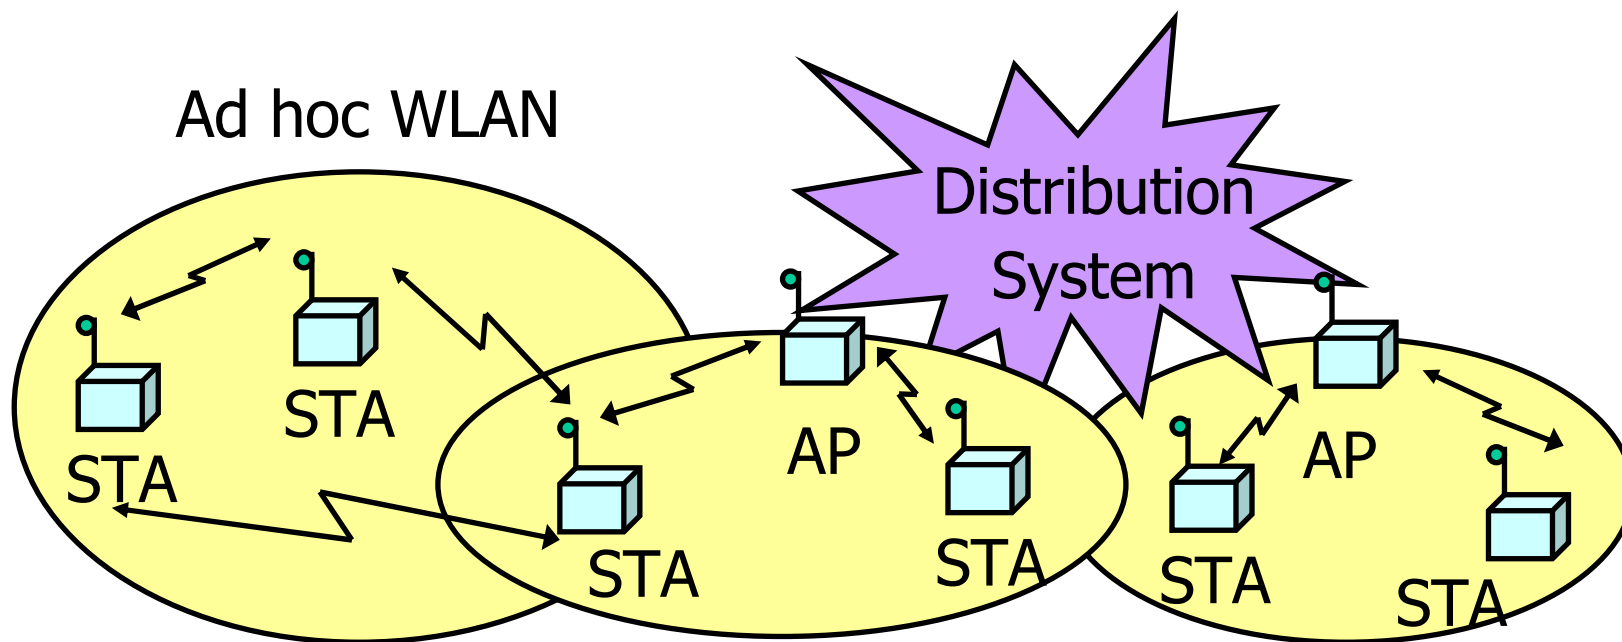 Ad hoc WLAN
Distribution
System
STA
STA
STA
AP
STA
AP
STA
STA